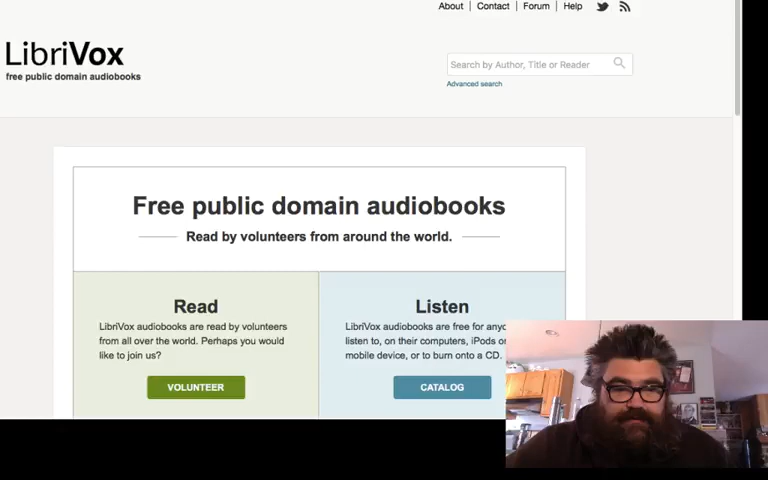 About | Contact | Forum | Help
LibriVox
free public domain audiobooks
Search by Author, Title or Reader
Advanced search
Free public domain audiobooks
Read by volunteers from around the world.
Read
LibriVox audiobooks are read by volunteers
from all over the world. Perhaps you would
like to join us?
VOLUNTEER
Listen
LibriVox audiobooks are free for
listen to, on their computers, iPods
mobile device, or to burn onto a CD.
CATALOG